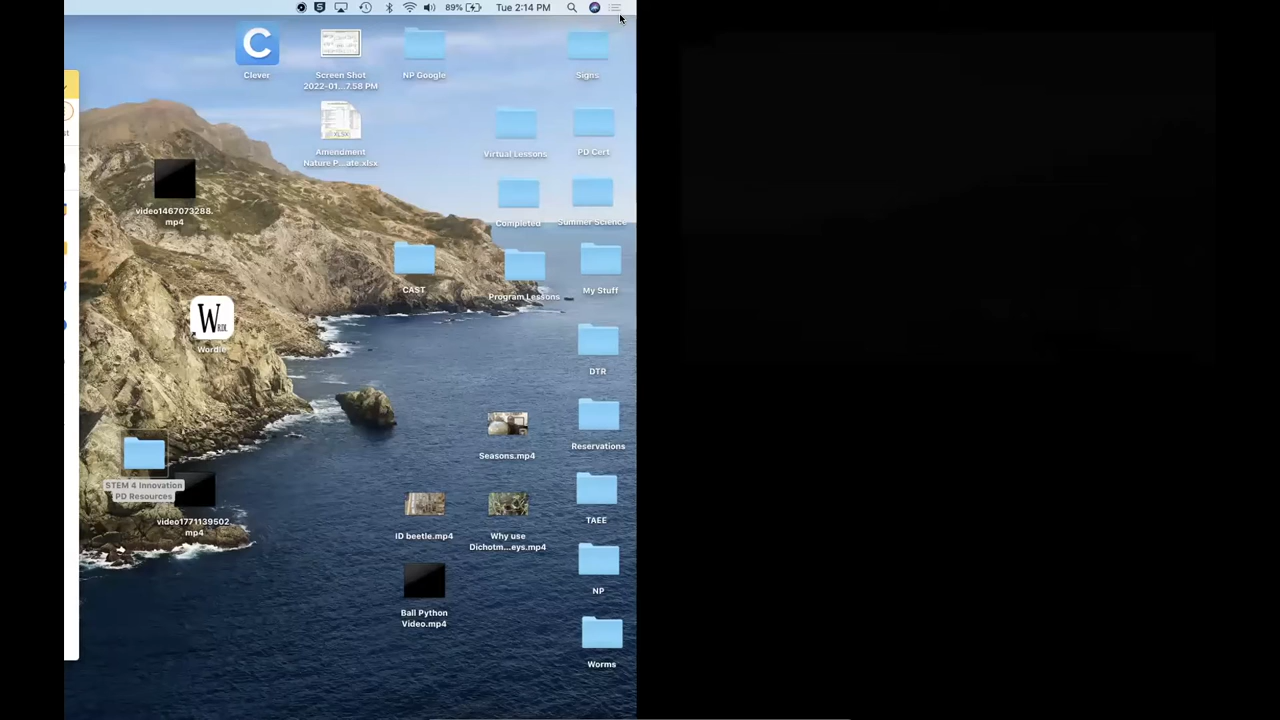 89% Tue 2:14 PM
Clever
Screen Shot
2022-01...7.58 PM
NP Google
Signs
XLSX
Amendment
Nature P...afe.xlsx
Virtual Lessons
PD Cert
video1467073288.
mp4
Completed
Summer Science
CAST
Program Lessons
My Stuff
Wordle
DTR
Seasons.mp4
Reservations
STEM 4 Innovation
PD Resources
video1771139502
mp4
ID beetle.mp4
Why use
Dichotm...eys.mp4
TAEE
NP
Ball Python
Video.mp4
Worms